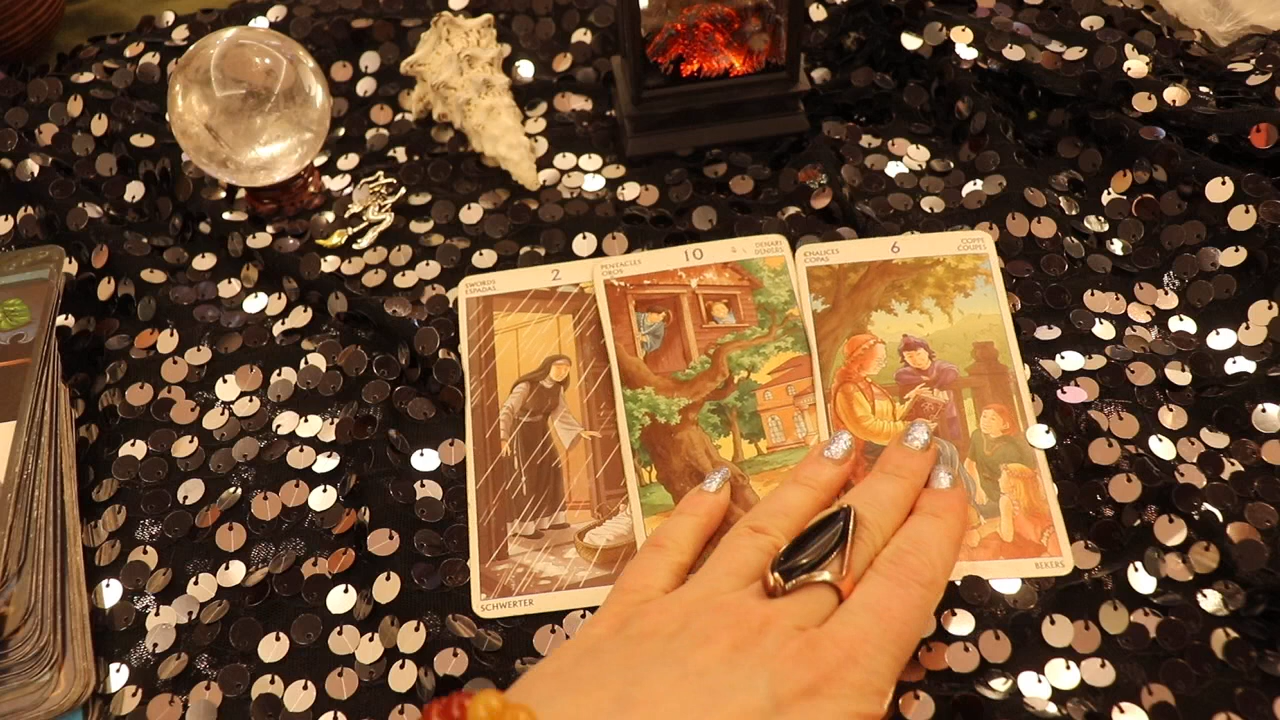 SWORDS
ESPADAS
2
SCHWERTER
PENTACLES
OROS
10
DENARI
DENIERS
CHALICES
COPAS
6
COPPE
COUPES
BEKERS